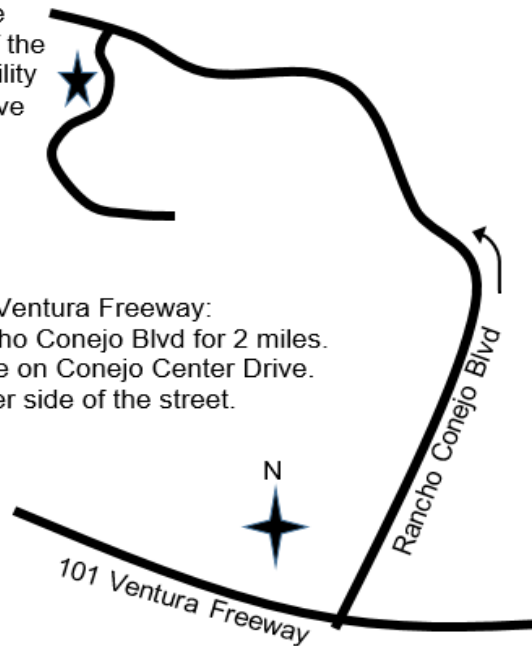 the
ility
Ventura Freeway:
ho Conejo Blvd for 2 miles.
e on Conejo Center Drive.
er side of the street.
N
Rancho Conejo Blvd
101 Ventura Freeway